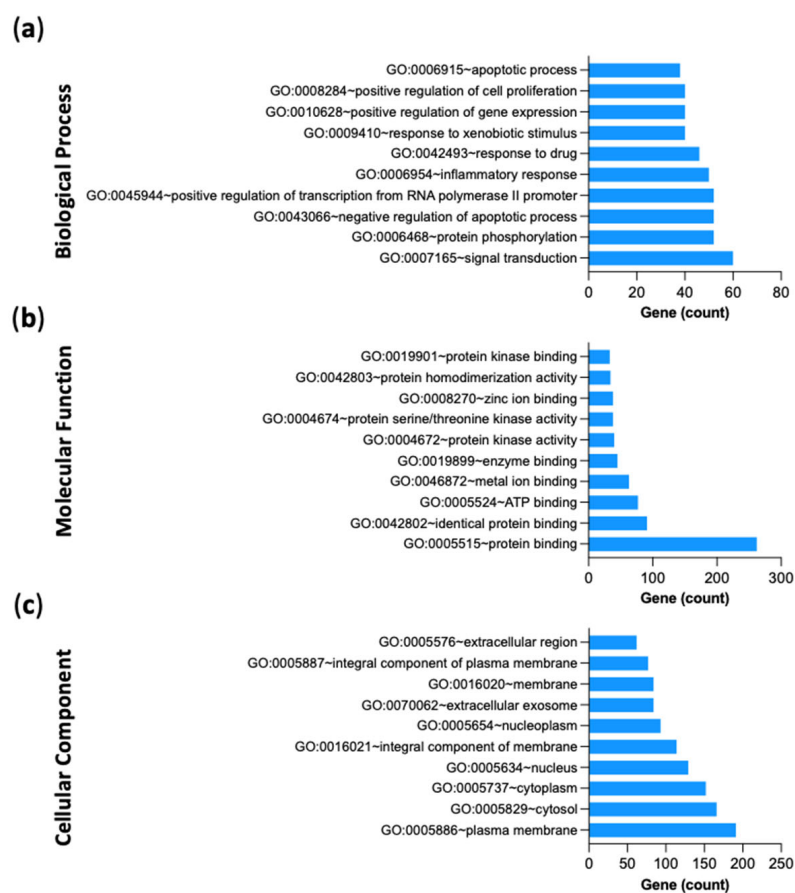 (a)
Biological Process
GO:0006915~apoptotic process
GO:0008284~positive regulation of cell proliferation
GO:0010628~positive regulation of gene expression
GO:0009410~response to xenobiotic stimulus
GO:0042493~response to drug
GO:0006954~inflammatory response
GO:0045944~positive regulation of transcription from RNA polymerase II promoter
GO:0043066~negative regulation of apoptotic process
GO:0006468~protein phosphorylation
GO:0007165~signal transduction
0 20 40 60 80
Gene (count)
(b)
Molecular Function
GO:0019901~protein kinase binding
GO:0042803~protein homodimerization activity
GO:0008270~zinc ion binding
GO:0004674~protein serine/threonine kinase activity
GO:0004672~protein kinase activity
GO:0019899~enzyme binding
GO:0046872~metal ion binding
GO:0005524~ATP binding
GO:0042802~identical protein binding
GO:0005515~protein binding
0 100 200 300
Gene (count)
(c)
Cellular Component
GO:0005576~extracellular region
GO:0005887~integral component of plasma membrane
GO:0016020~membrane
GO:0070062~extracellular exosome
GO:0005654~nucleoplasm
GO:0016021~integral component of membrane
GO:0005634~nucleus
GO:0005737~cytoplasm
GO:0005829~cytosol
GO:0005886~plasma membrane
0 50 100 150 200 250
Gene (count)